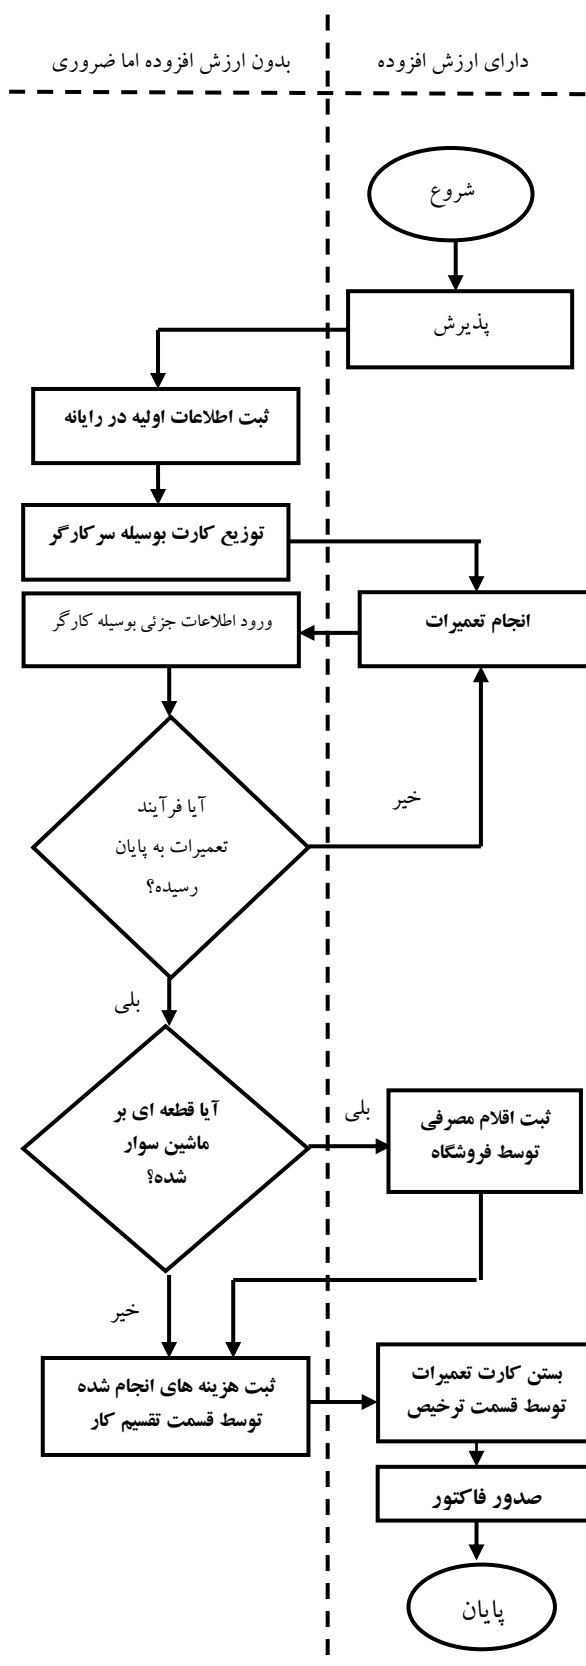 دارای ارزش افزوده
بدون ارزش افزوده اما ضروری
شروع
پذیرش
ثبت اطلاعات اولیه در رایانه
توزیع کارت بوسیله سرکارگر
انجام تعمیرات
ورود اطلاعات جزئی بوسیله کارگر
خیر
آیا فرآیند
تعمیرات به پایان
رسیده؟
بلی
آیا قطعه ای بر
ماشین سوار
شده؟
بلی
ثبت اقلام مصرفی
توسط فروشگاه
خیر
ثبت هزینه های انجام شده
توسط قسمت تقسیم کار
بستن کارت تعمیرات
توسط قسمت ترخیص
صدور فاکتور
پایان